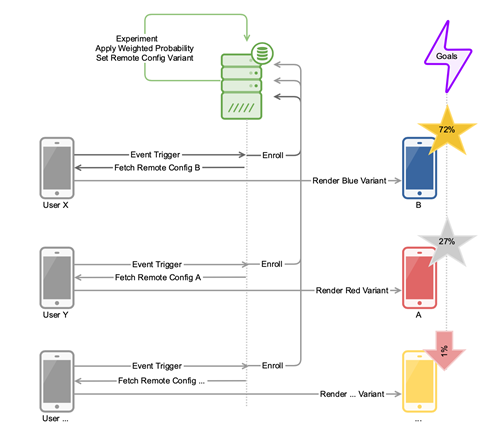 Experiment
Apply Weighted Probability
Set Remote Config Variant
Goals
72%
Event Trigger
Enroll
Fetch Remote Config B
Render Blue Variant
User X
B
27%
Event Trigger
Enroll
Fetch Remote Config A
Render Red Variant
User Y
A
1%
Event Trigger
Enroll
Fetch Remote Config ...
Render ... Variant
User ...
...